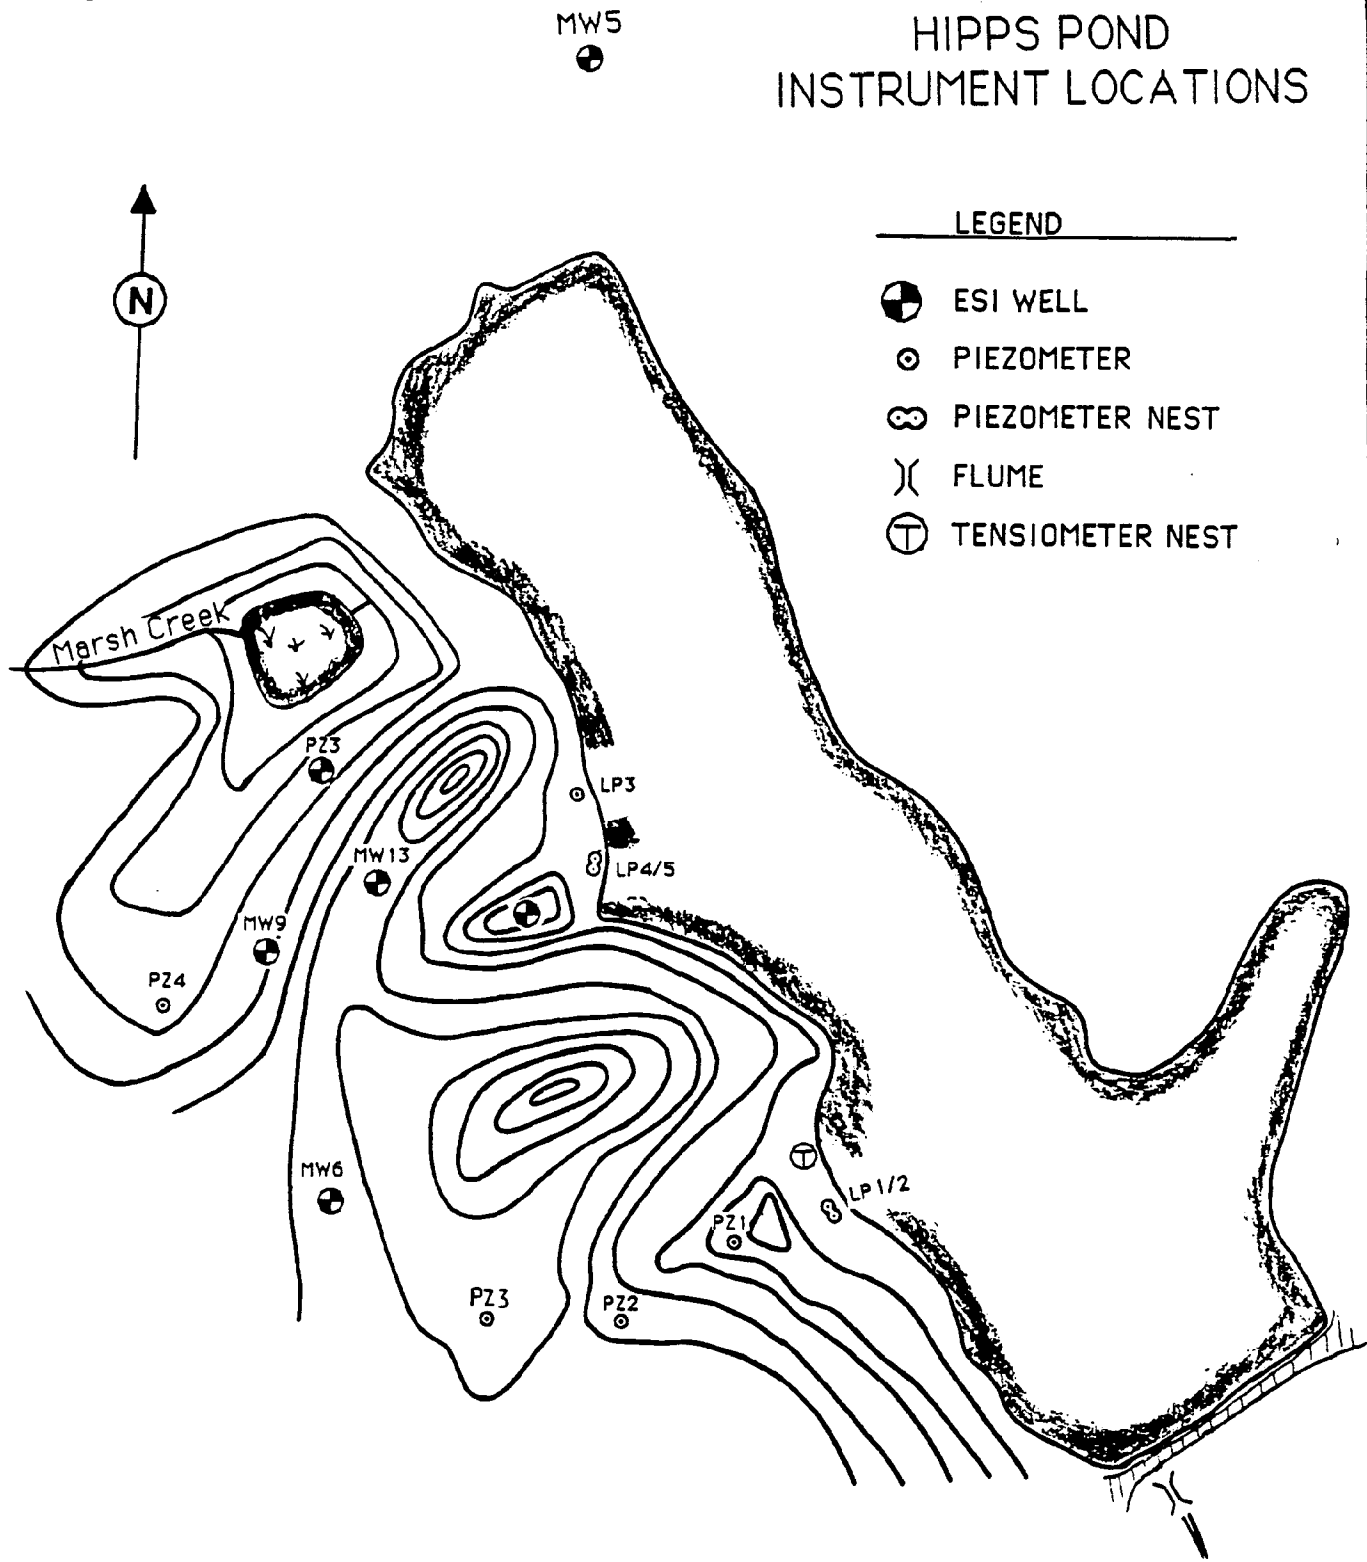 MW5
HIPPS POND
INSTRUMENT LOCATIONS
N
LEGEND
ESI WELL
PIEZOMETER
PIEZOMETER NEST
FLUME
T TENSIOMETER NEST
Marsh Creek
PZ3
LP3
MW13
LP4/5
MW9
PZ4
T
MW6
LP1/2
PZ1
PZ3
PZ2